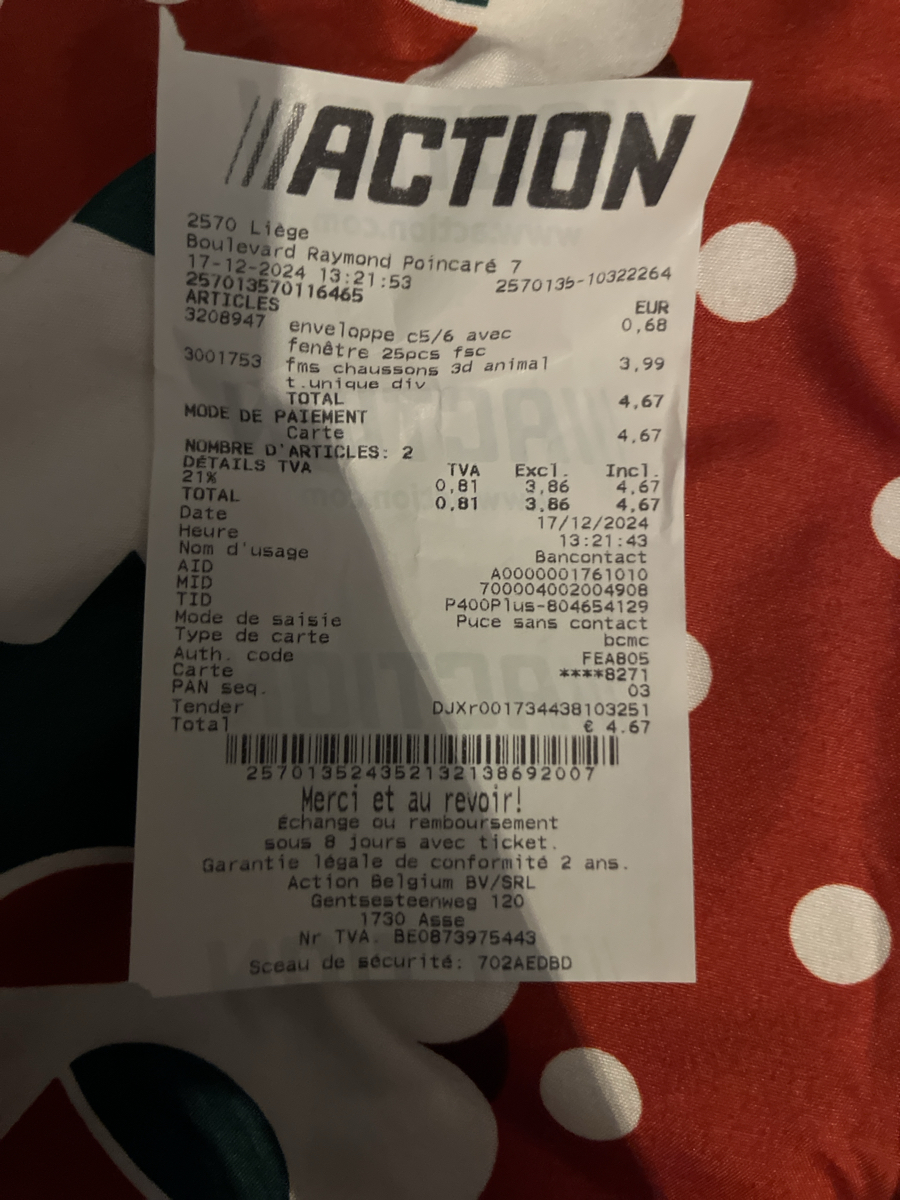 ACTION
2570 Liège
Boulevard Raymond Poincaré 7
17-12-2024 13:21:53 2570135-10322264
257013570116465
ARTICLES EUR
3208947 enveloppe c5/6 avec 0,68
fenêtre 25pcs fsc
3001753 fms chaussons 3d animal 3,99
t.unique div
TOTAL 4,67
MODE DE PAIEMENT
Carte 4,67
NOMBRE D'ARTICLES: 2
DÉTAILS TVA TVA Excl. Incl.
21% 0,81 3,86 4,67
TOTAL 0,81 3,86 4,67
Date 17/12/2024
Heure 13:21:43
Nom d'usage Bancontact
AID A0000001761010
MID 700004002004908
TID P400Plus-804654129
Mode de saisie Puce sans contact
Type de carte bcmc
Auth. code FEA805
Carte ****8271
PAN seq. 03
Tender DJXr001734438103251
Total € 4.67
257013524352132138692007
Merci et au revoir!
Échange ou remboursement
sous 8 jours avec ticket.
Garantie légale de conformité 2 ans.
Action Belgium BV/SRL
Gentsesteenweg 120
1730 Asse
Nr TVA. BE0873975443
Sceau de sécurité: 702AEDBD